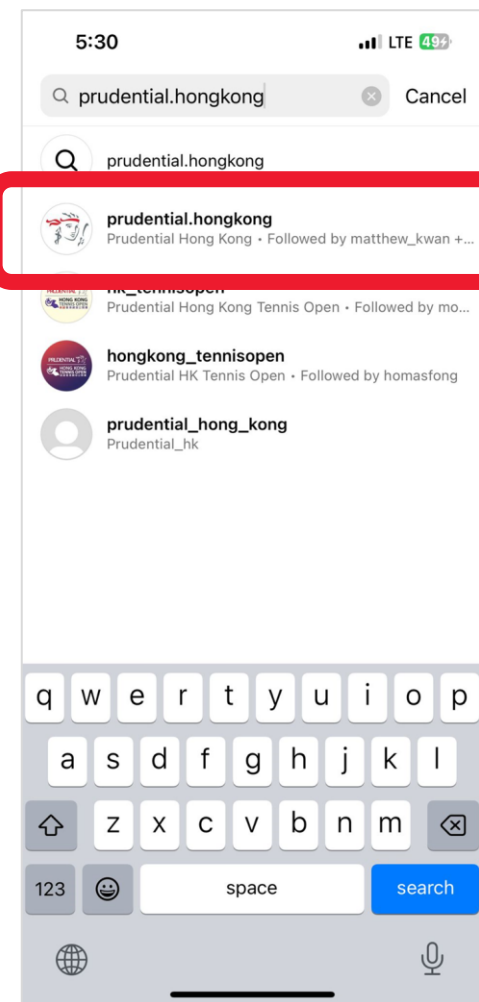 5:30 LTE 49
prudential.hongkong Cancel
prudential.hongkong
prudential.hongkong
Prudential Hong Kong • Followed by matthew_kwan +...
hk_tennisopen
Prudential Hong Kong Tennis Open • Followed by mo...
hongkong_tennisopen
Prudential HK Tennis Open • Followed by homasfong
prudential_hong_kong
Prudential_hk
q w e r t y u i o p
a s d f g h j k l
z x c v b n m
123 space search